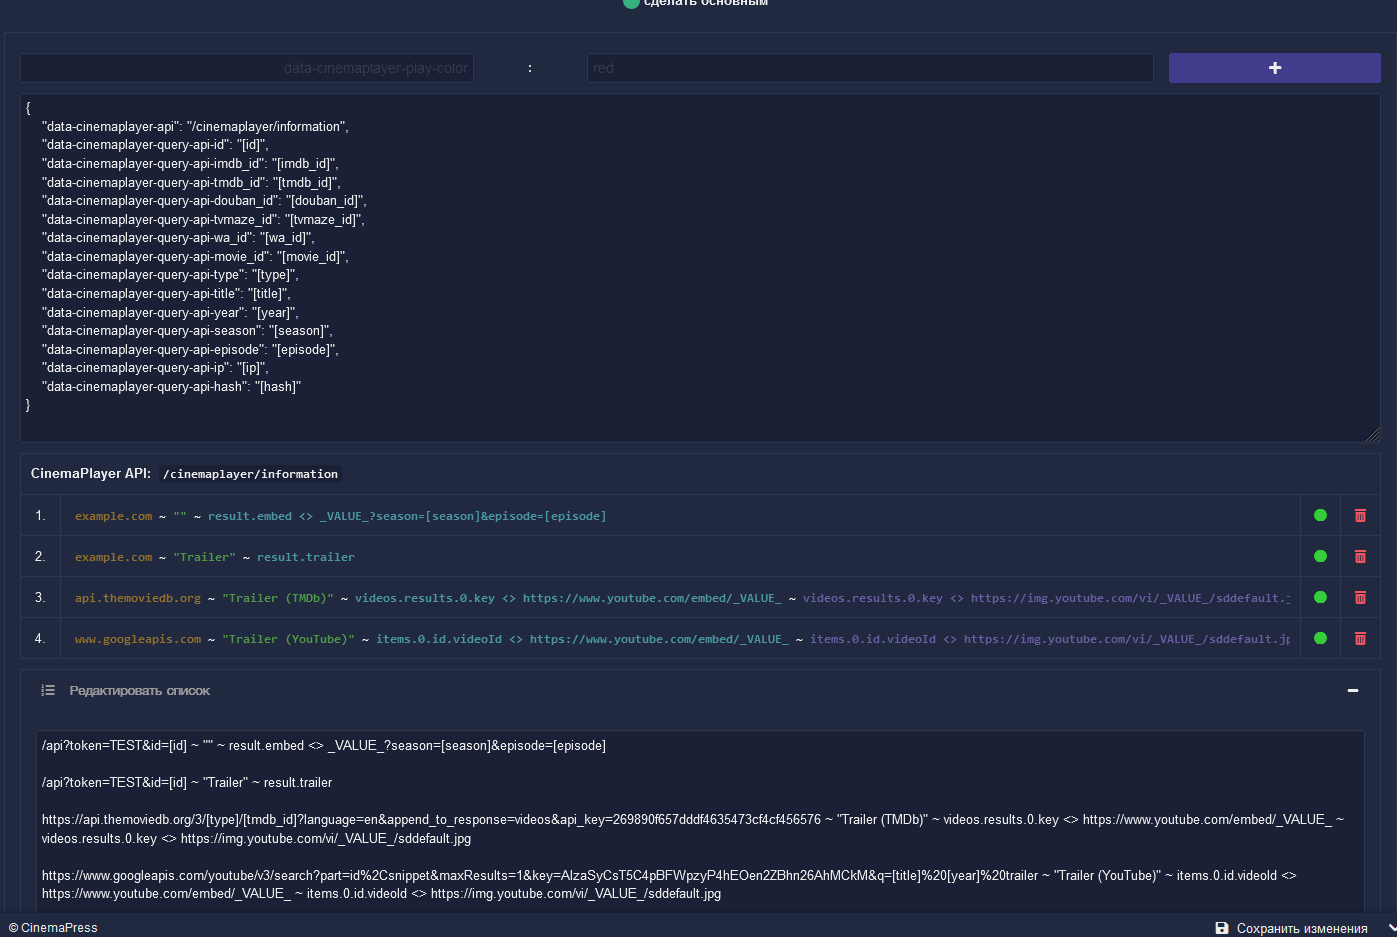 сделать основным
data-cinemaplayer-play-color : red +
{
"data-cinemaplayer-api": "/cinemaplayer/information",
"data-cinemaplayer-query-api-id": "[id]",
"data-cinemaplayer-query-api-imdb_id": "[imdb_id]",
"data-cinemaplayer-query-api-tmdb_id": "[tmdb_id]",
"data-cinemaplayer-query-api-douban_id": "[douban_id]",
"data-cinemaplayer-query-api-tvmaze_id": "[tvmaze_id]",
"data-cinemaplayer-query-api-wa_id": "[wa_id]",
"data-cinemaplayer-query-api-movie_id": "[movie_id]",
"data-cinemaplayer-query-api-type": "[type]",
"data-cinemaplayer-query-api-title": "[title]",
"data-cinemaplayer-query-api-year": "[year]",
"data-cinemaplayer-query-api-season": "[season]",
"data-cinemaplayer-query-api-episode": "[episode]",
"data-cinemaplayer-query-api-ip": "[ip]",
"data-cinemaplayer-query-api-hash": "[hash]"
}
CinemaPlayer API: /cinemaplayer/information
1. example.com ~ "" ~ result.embed <> _VALUE_?season=[season]&episode=[episode]
2. example.com ~ "Trailer" ~ result.trailer
3. api.themoviedb.org ~ "Trailer (TMDb)" ~ videos.results.0.key <> https://www.youtube.com/embed/_VALUE_ ~ videos.results.0.key <> https://img.youtube.com/vi/_VALUE_/sddefault.j
4. www.googleapis.com ~ "Trailer (YouTube)" ~ items.0.id.videoId <> https://www.youtube.com/embed/_VALUE_ ~ items.0.id.videoId <> https://img.youtube.com/vi/_VALUE_/sddefault.jp
Редактировать список
/api?token=TEST&id=[id] ~ "" ~ result.embed <> _VALUE_?season=[season]&episode=[episode]
/api?token=TEST&id=[id] ~ "Trailer" ~ result.trailer
https://api.themoviedb.org/3/[type]/[tmdb_id]?language=en&append_to_response=videos&api_key=269890f657dddf4635473cf4cf456576 ~ "Trailer (TMDb)" ~ videos.results.0.key <> https://www.youtube.com/embed/_VALUE_ ~
videos.results.0.key <> https://img.youtube.com/vi/_VALUE_/sddefault.jpg
https://www.googleapis.com/youtube/v3/search?part=id%2Csnippet&maxResults=1&key=AIzaSyCsT5C4pBFWpzyP4hEOen2ZBhn26AhMCkM&q=[title]%20[year]%20trailer ~ "Trailer (YouTube)" ~ items.0.id.videoId <>
https://www.youtube.com/embed/_VALUE_ ~ items.0.id.videoId <> https://img.youtube.com/vi/_VALUE_/sddefault.jpg
© CinemaPress
Сохранить изменения